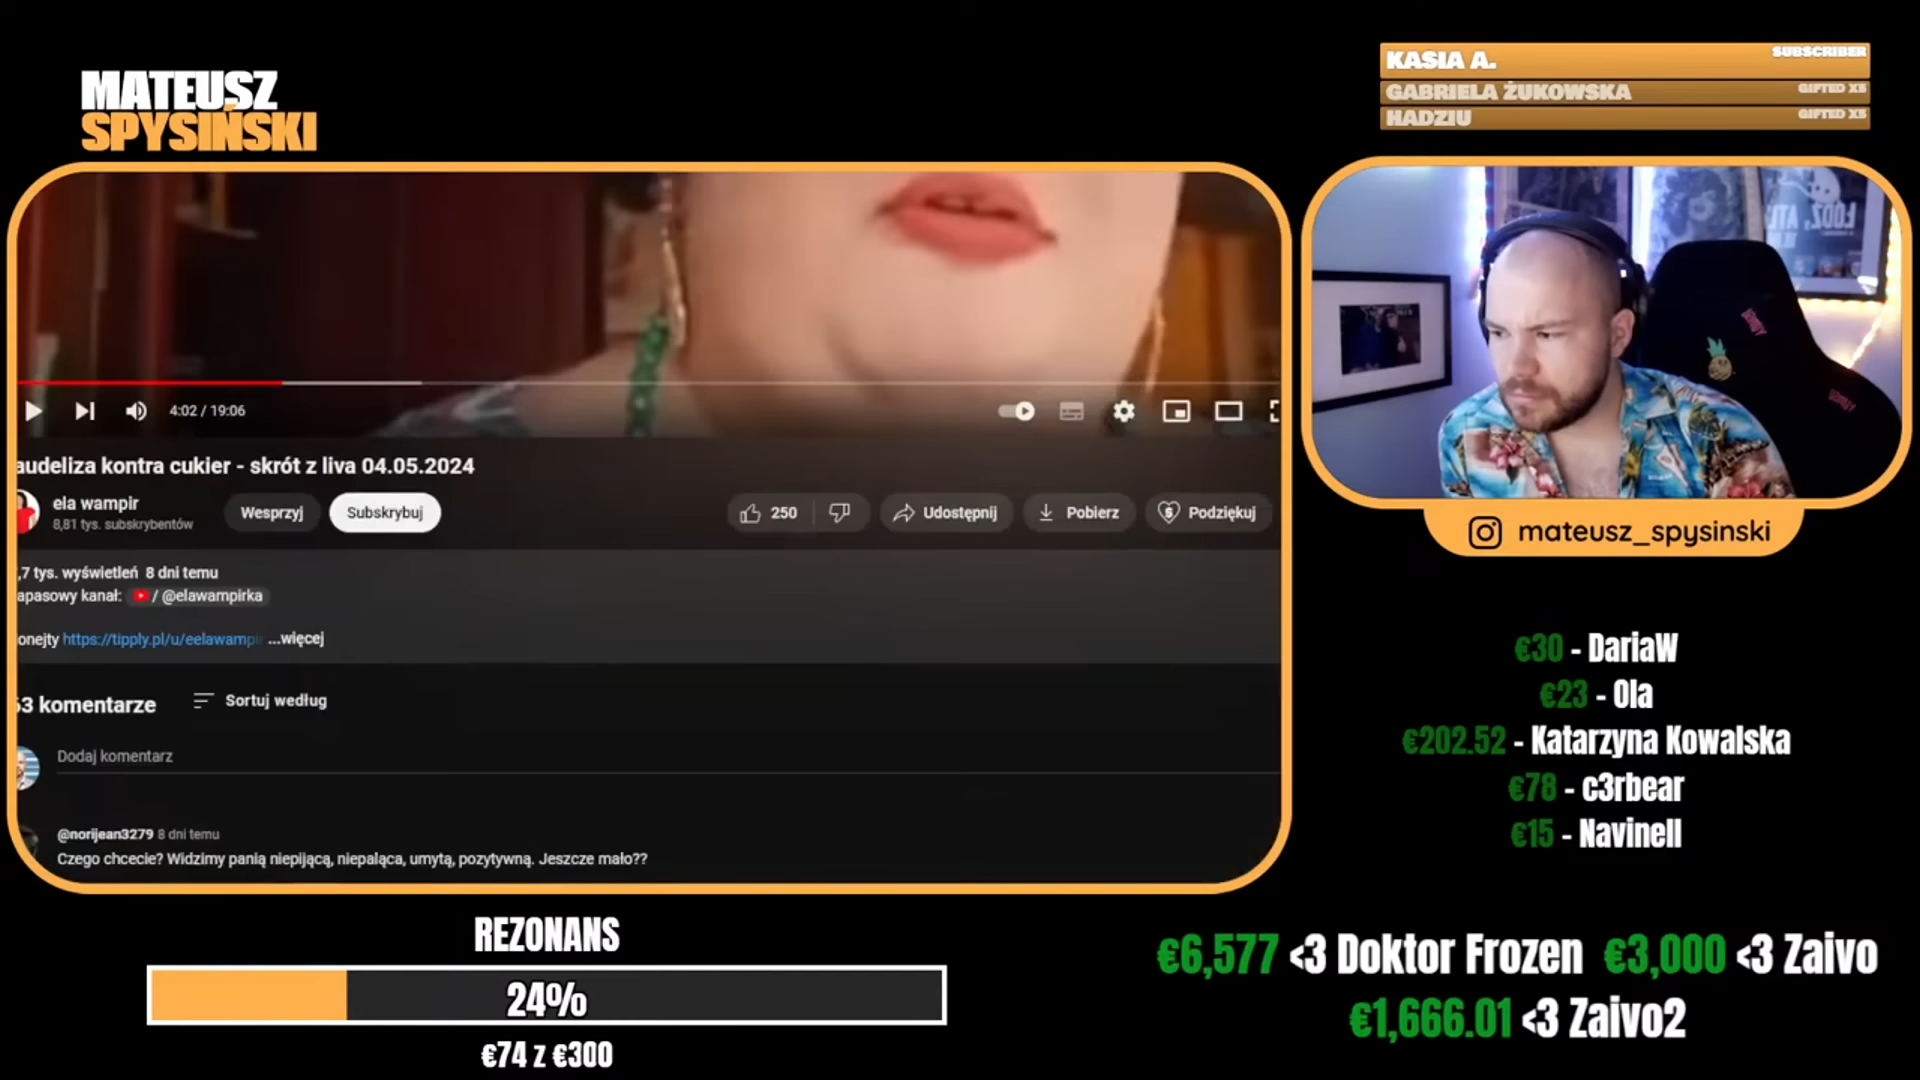 MATEUSZ
SPYSIŃSKI
KASIA A. SUBSCRIBER
GABRIELA ŻUKOWSKA GIFTED X5
HADZIU GIFTED X5
4:02 / 19:06
audeliza kontra cukier - skrót z liva 04.05.2024
ela wampir
8,81 tys. subskrybentów
Wesprzyj
Subskrybuj
250
Udostępnij
Pobierz
Podziękuj
,7 tys. wyświetleń 8 dni temu
apasowy kanał: / @elawampirka
onejty https://tipply.pl/u/eelawampi ...więcej
53 komentarze
Sortuj według
Dodaj komentarz
@norijean3279 8 dni temu
Czego chcecie? Widzimy panią niepijącą, niepaląca, umytą, pozytywną. Jeszcze mało??
ŁÓDŹ,
mateusz_spysinski
€30 - DariaW
€23 - Ola
€202.52 - Katarzyna Kowalska
€78 - c3rbear
€15 - Navinell
REZONANS
24%
€74 z €300
€6,577 <3 Doktor Frozen €3,000 <3 Zaivo
€1,666.01 <3 Zaivo2